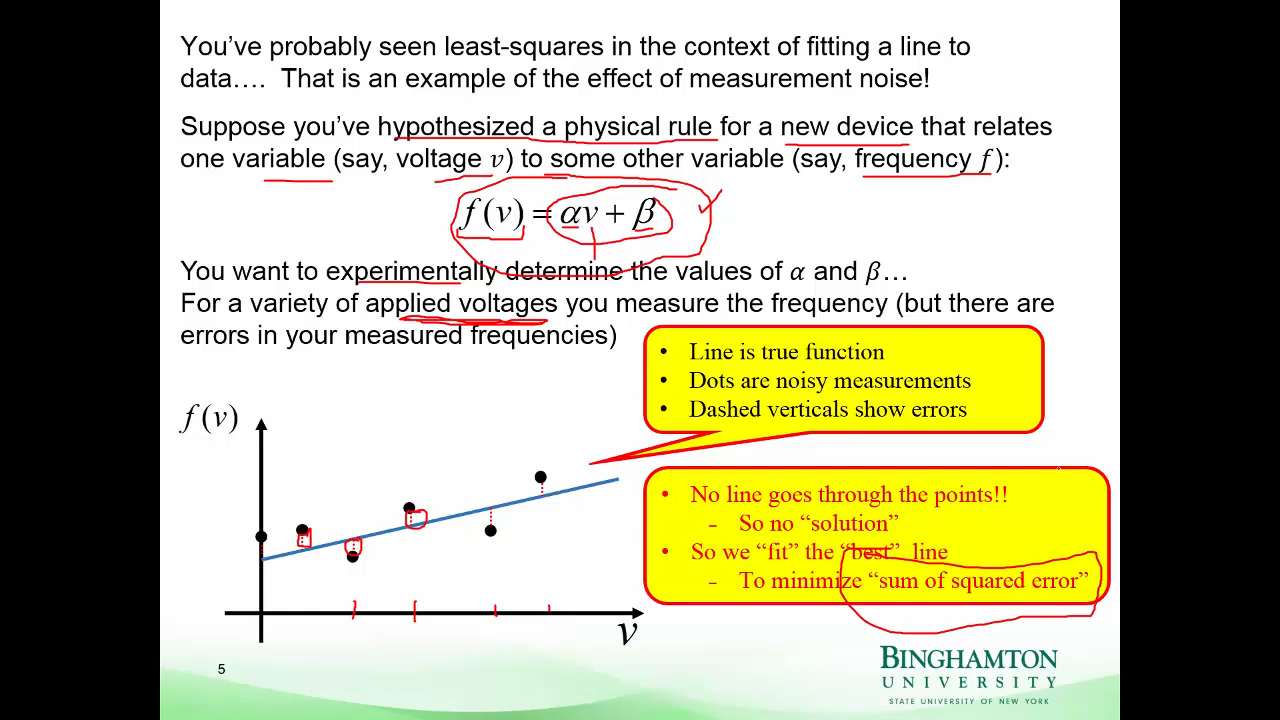 You've probably seen least-squares in the context of fitting a line to
data…. That is an example of the effect of measurement noise!
Suppose you've hypothesized a physical rule for a new device that relates
one variable (say, voltage v) to some other variable (say, frequency f):
f(v) = αv + β
You want to experimentally determine the values of α and β…
For a variety of applied voltages you measure the frequency (but there are
errors in your measured frequencies)
• Line is true function
• Dots are noisy measurements
• Dashed verticals show errors
f(v)
• No line goes through the points!!
– So no “solution”
• So we “fit” the “best” line
– To minimize “sum of squared error”
v
5
BINGHAMTON
UNIVERSITY
STATE UNIVERSITY OF NEW YORK